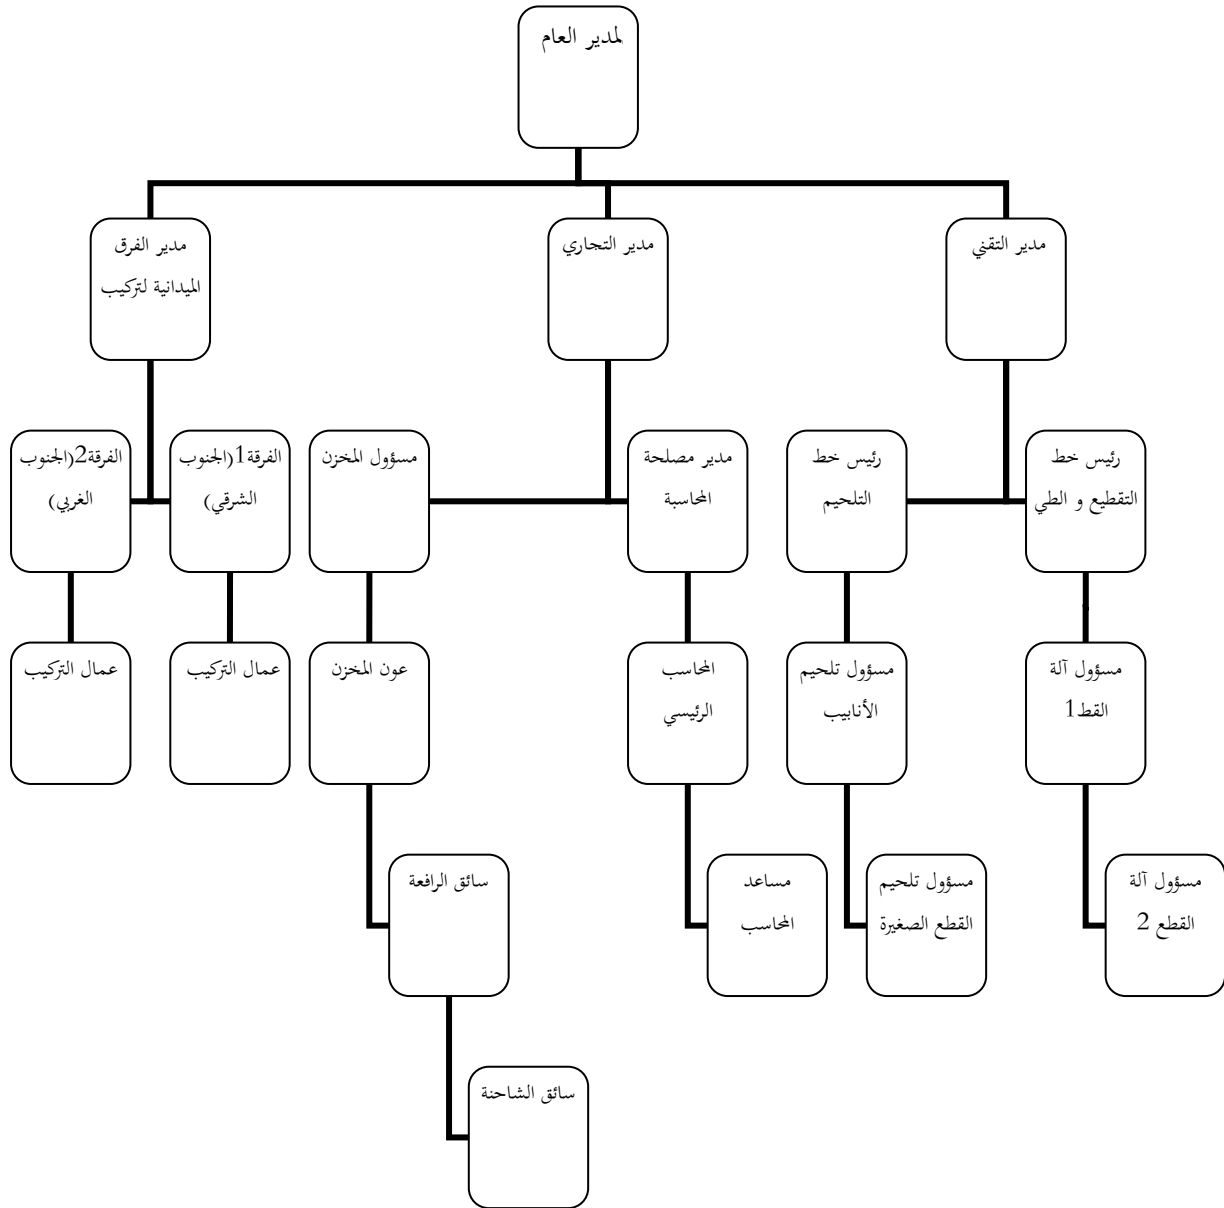 لمدير العام
مدير التقني
مدير التجاري
مدير الفرق
الميدانية لتركيب
رئيس خط
التقطيع و الطي
رئيس خط
التلحيم
مدير مصلحة
المحاسبة
مسؤول المخزن
الفرقة1(الجنوب
الشرقي)
الفرقة2(الجنوب
الغربي)
مسؤول آلة
القط1
مسؤول تلحيم
الأنابيب
المحاسب
الرئيسي
عون المخزن
عمال التركيب
عمال التركيب
مسؤول آلة
القطع 2
مسؤول تلحيم
القطع الصغيرة
مساعد
المحاسب
سائق الرافعة
سائق الشاحنة